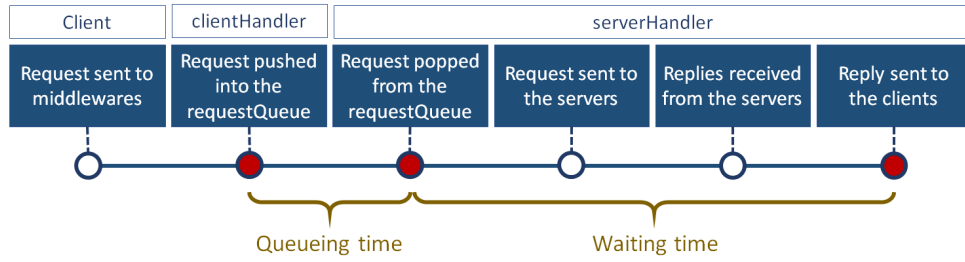 Client
clientHandler
serverHandler
Request sent to
middlewares
Request pushed
into the
requestQueue
Request popped
from the
requestQueue
Request sent to
the servers
Replies received
from the servers
Reply sent to
the clients
Queueing time
Waiting time